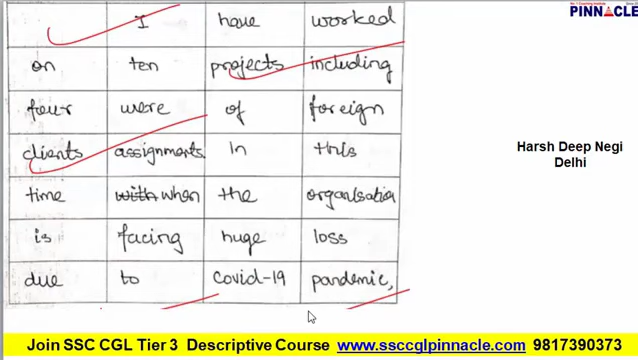 PINNACLE
I have worked
on ten projects including
four were of foreign
clients assignments in this
time with when the organisation
is facing huge loss
due to covid-19 pandemic,
Harsh Deep Negi
Delhi
Join SSC CGL Tier 3 Descriptive Course www.ssccglpinnacle.com 9817390373